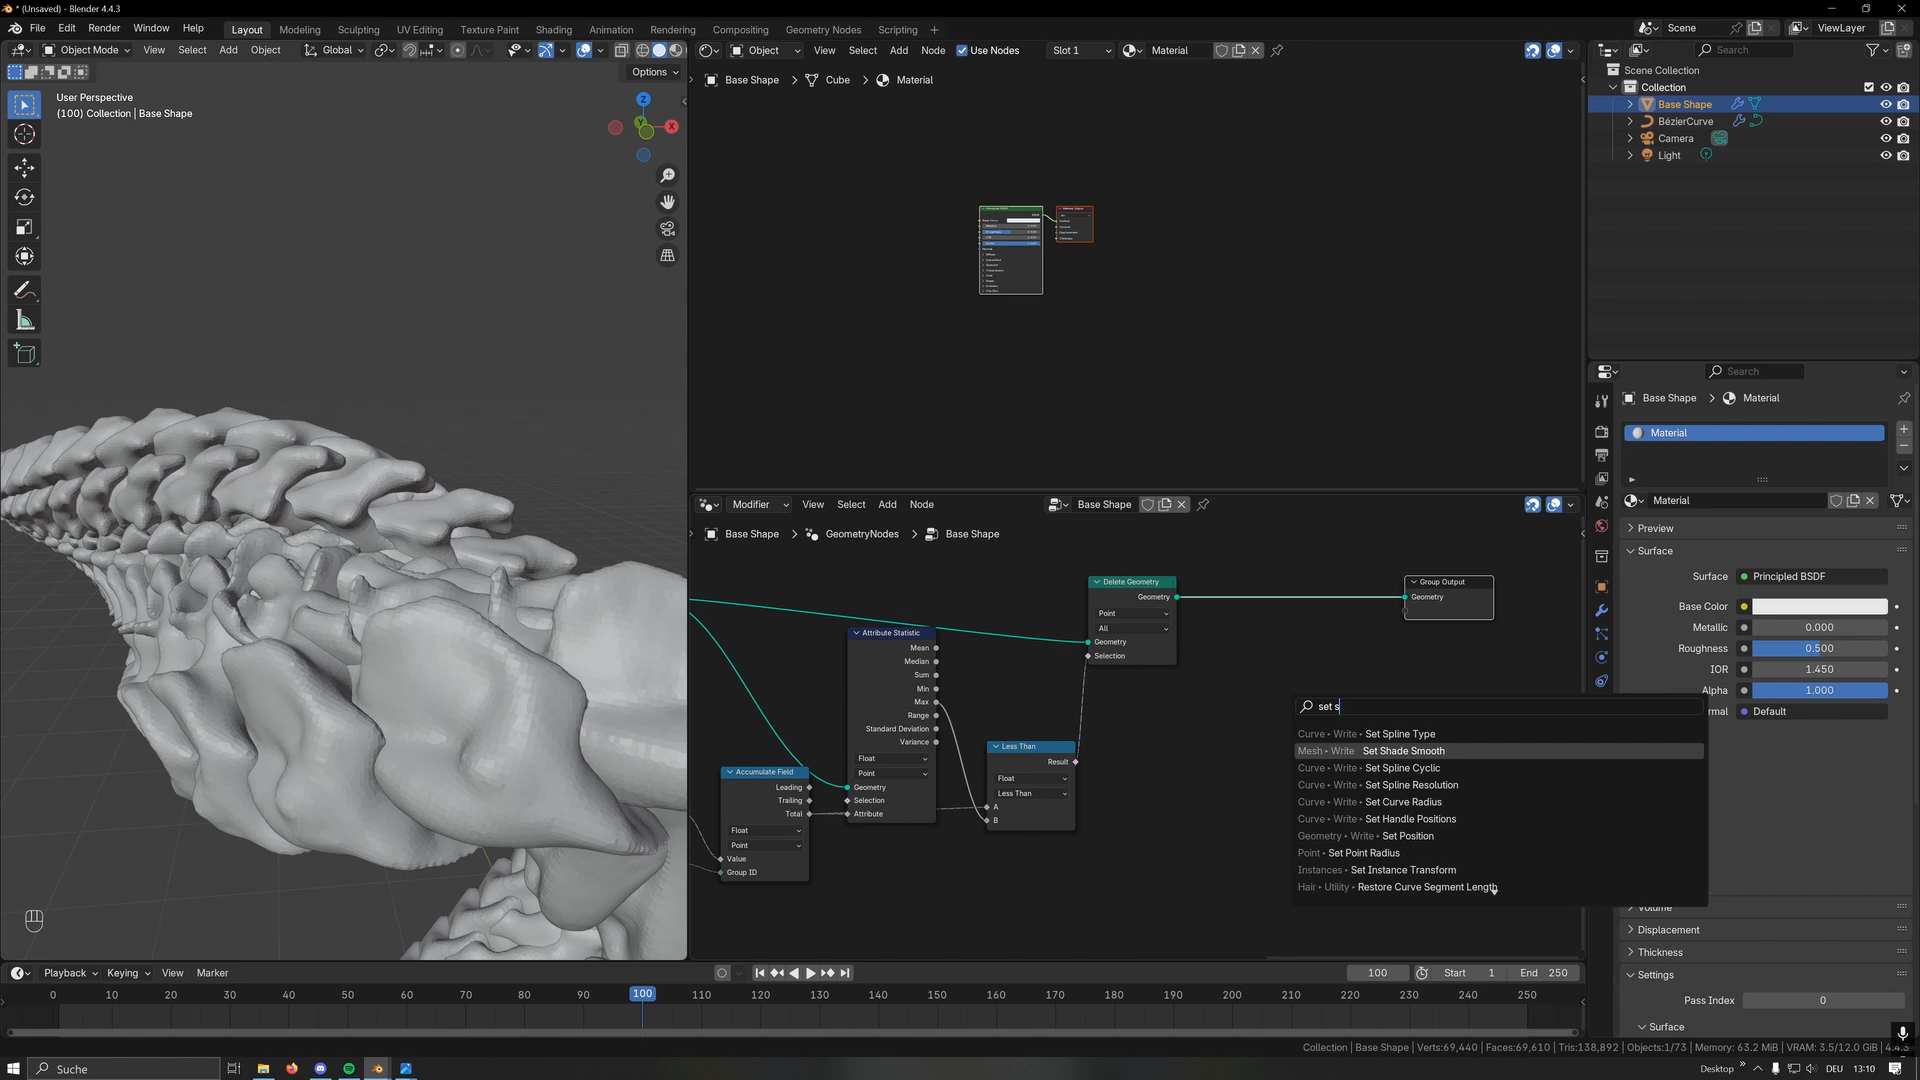 * (Unsaved) - Blender 4.4.3
File Edit Render Window Help
Layout Modeling Sculpting UV Editing Texture Paint Shading Animation Rendering Compositing Geometry Nodes Scripting
Scene
ViewLayer
Object Mode View Select Add Object Global
Options
User Perspective
(100) Collection | Base Shape
Z
Y
X
Object View Select Add Node Use Nodes Slot 1 Material
Base Shape Cube Material
Modifier View Select Add Node Base Shape
Base Shape GeometryNodes Base Shape
Delete Geometry
Geometry
Point
All
Geometry
Selection
Group Output
Geometry
Attribute Statistic
Mean
Median
Sum
Min
Max
Range
Standard Deviation
Variance
Float
Point
Geometry
Selection
Attribute
Less Than
Result
Float
Less Than
A
B
Accumulate Field
Leading
Trailing
Total
Float
Point
Value
Group ID
set s
Curve Write Set Spline Type
Mesh Write Set Shade Smooth
Curve Write Set Spline Cyclic
Curve Write Set Spline Resolution
Curve Write Set Curve Radius
Curve Write Set Handle Positions
Geometry Write Set Position
Point Set Point Radius
Instances Set Instance Transform
Hair Utility Restore Curve Segment Length
Search
Scene Collection
Collection
Base Shape
BézierCurve
Camera
Light
Search
Base Shape Material
Material
Material
Preview
Surface
Surface Principled BSDF
Base Color
Metallic 0.000
Roughness 0.500
IOR 1.450
Alpha 1.000
rmal Default
Volume
Displacement
Thickness
Settings
Pass Index 0
Surface
Playback Keying View Marker
100 Start 1 End 250
0 10 20 30 40 50 60 70 80 90 100 110 120 130 140 150 160 170 180 190 200 210 220 230 240 250
Collection | Base Shape | Verts:69,440 | Faces:69,610 | Tris:138,892 | Objects:1/73 | Memory: 63.2 MiB | VRAM: 3.5/12.0 GiB | 4.4.3
Suche
Desktop DEU 13:10